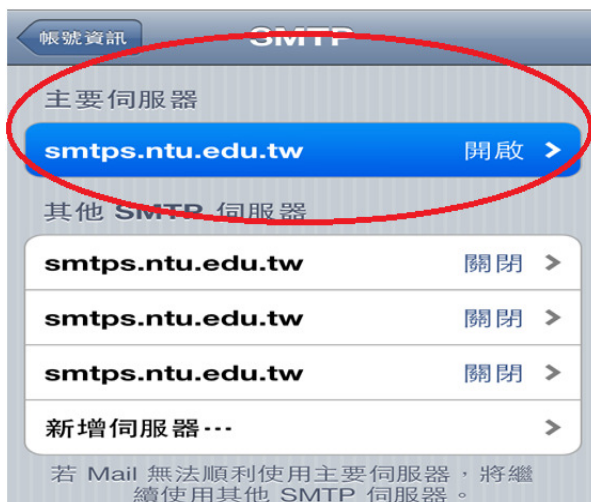 帳號資訊
SMTP
主要伺服器
smtps.ntu.edu.tw 開啟
其他 SMTP 伺服器
smtps.ntu.edu.tw 關閉
smtps.ntu.edu.tw 關閉
smtps.ntu.edu.tw 關閉
新增伺服器…
若 Mail 無法順利使用主要伺服器，將繼
續使用其他 SMTP 伺服器。